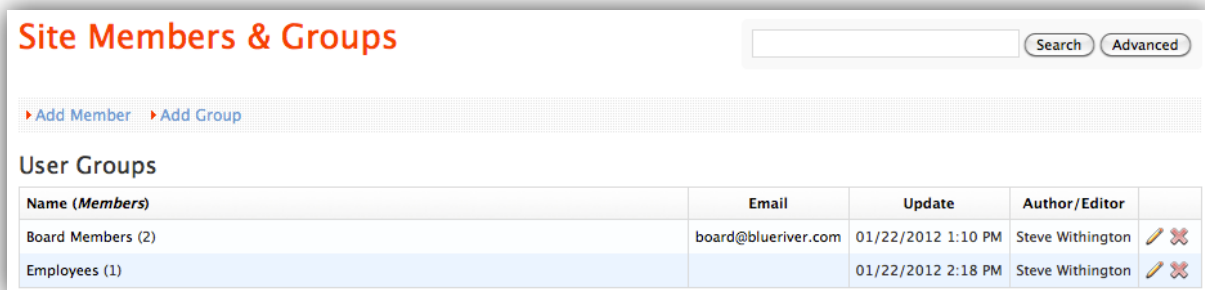 Site Members & Groups
Search Advanced
Add Member Add Group
User Groups
Name (Members) Email Update Author/Editor
Board Members (2) board@blueriver.com 01/22/2012 1:10 PM Steve Withington
Employees (1) 01/22/2012 2:18 PM Steve Withington